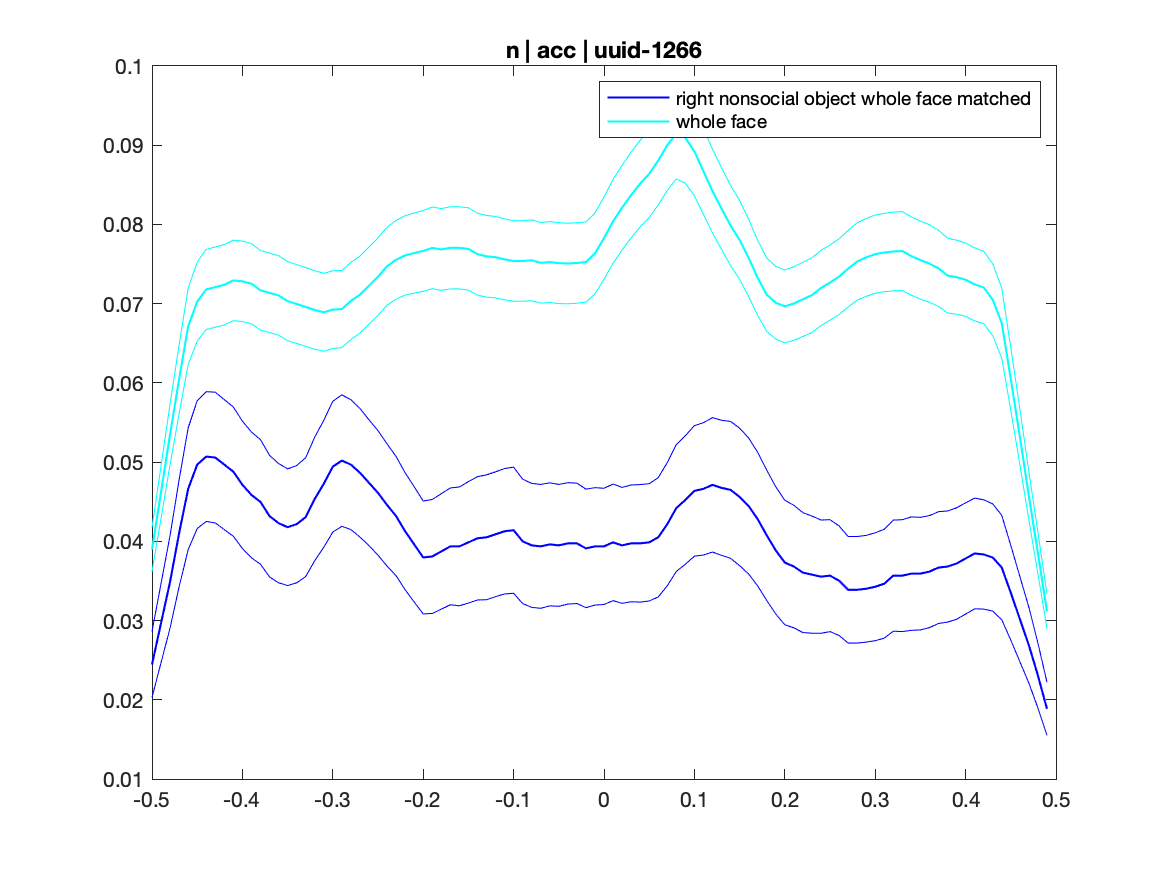 n | acc | uuid-1266
right nonsocial object whole face matched
whole face
0.1
0.09
0.08
0.07
0.06
0.05
0.04
0.03
0.02
0.01
-0.5 -0.4 -0.3 -0.2 -0.1 0 0.1 0.2 0.3 0.4 0.5